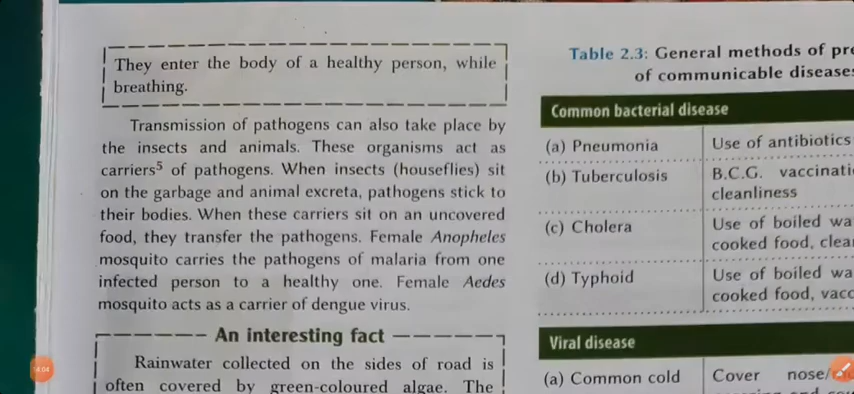 They enter the body of a healthy person, while
breathing.
Transmission of pathogens can also take place by
the insects and animals. These organisms act as
carriers⁵ of pathogens. When insects (houseflies) sit
on the garbage and animal excreta, pathogens stick to
their bodies. When these carriers sit on an uncovered
food, they transfer the pathogens. Female Anopheles
mosquito carries the pathogens of malaria from one
infected person to a healthy one. Female Aedes
mosquito acts as a carrier of dengue virus.
An interesting fact
Rainwater collected on the sides of road is
often covered by green-coloured algae. The
Table 2.3: General methods of pre
of communicable diseases
Common bacterial disease
(a) Pneumonia Use of antibiotics
(b) Tuberculosis B.C.G. vaccinati
cleanliness
(c) Cholera Use of boiled wa
cooked food, clea
(d) Typhoid Use of boiled wa
cooked food, vacc
Viral disease
(a) Common cold Cover nose/
14:04